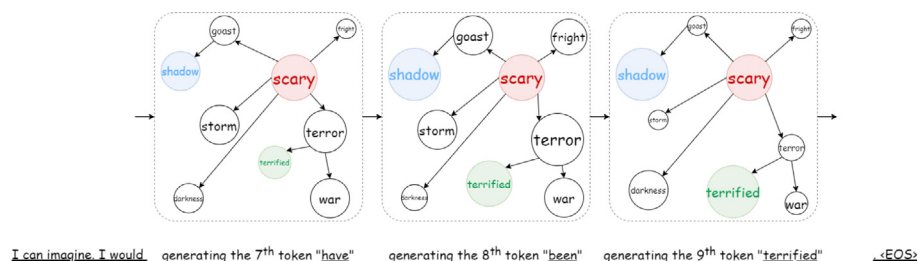 goast fright shadow scary storm terror terrified darkness war
goast fright shadow scary storm terror terrified darkness war
goast fright shadow scary storm terror terrified darkness war
I can imagine. I would generating the 7th token "have" generating the 8th token "been" generating the 9th token "terrified" . <EOS>